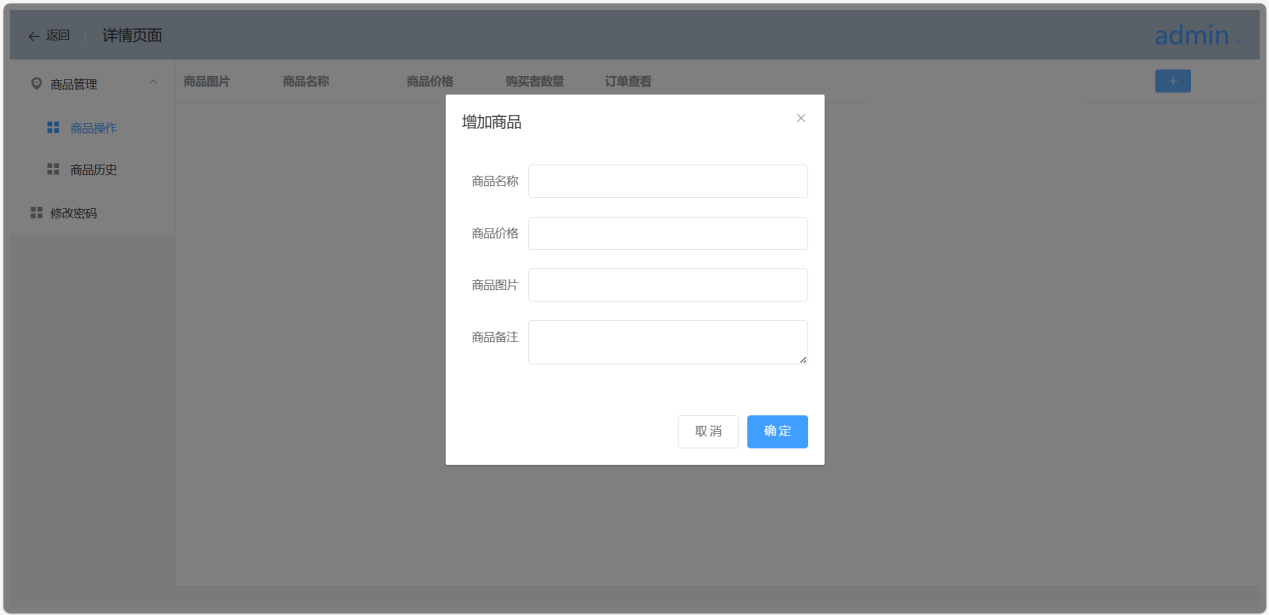 返回 详情页面 admin
商品管理
商品操作
商品历史
修改密码
商品图片 商品名称 商品价格 购买者数量 订单查看 +
增加商品
商品名称
商品价格
商品图片
商品备注
取消 确定